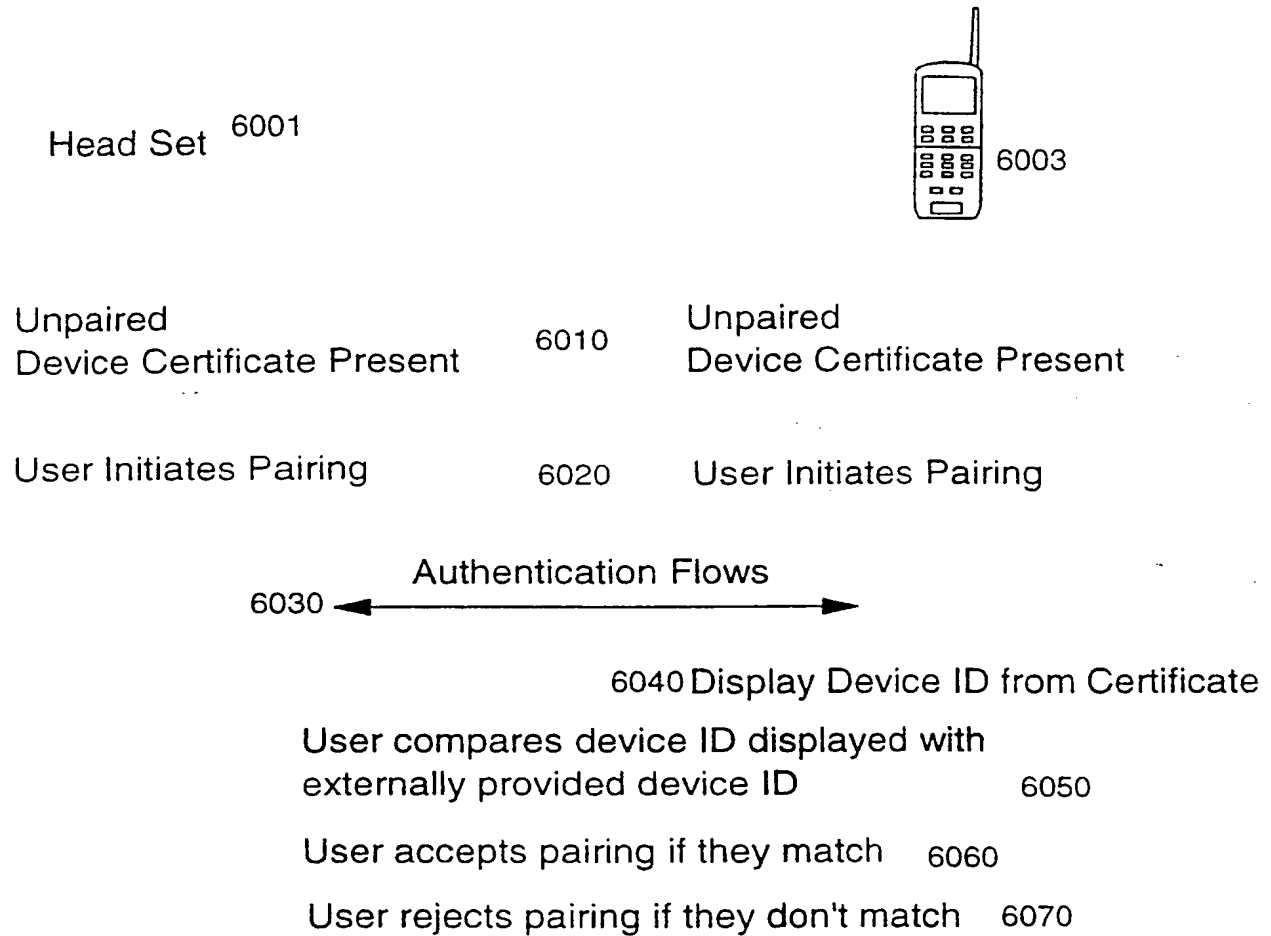 Head Set 6001
6003
Unpaired
Device Certificate Present
6010
Unpaired
Device Certificate Present
User Initiates Pairing 6020 User Initiates Pairing
Authentication Flows
6030
6040 Display Device ID from Certificate
User compares device ID displayed with
externally provided device ID 6050
User accepts pairing if they match 6060
User rejects pairing if they don't match 6070